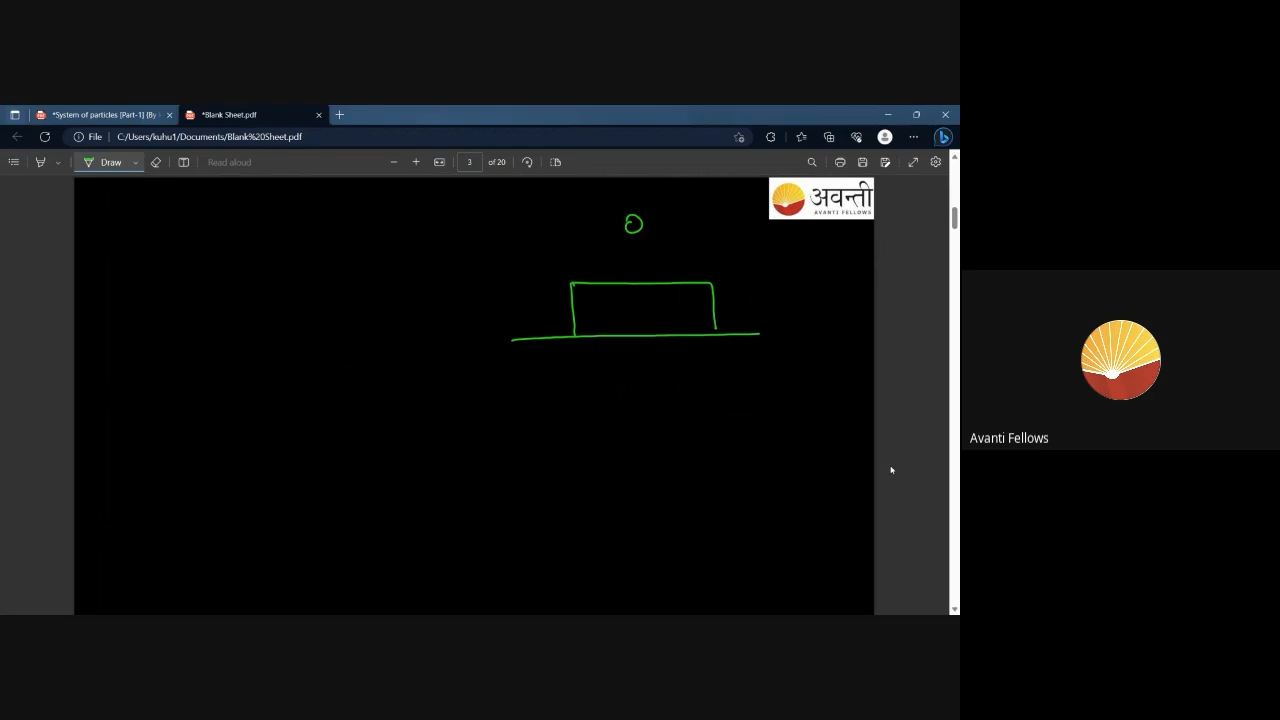 *System of particles [Part-1] (By
*Blank Sheet.pdf
File
C:/Users/kuhu1/Documents/Blank%20Sheet.pdf
Draw
Read aloud
3 of 20
अवन्ती
AVANTI FELLOWS
Avanti Fellows